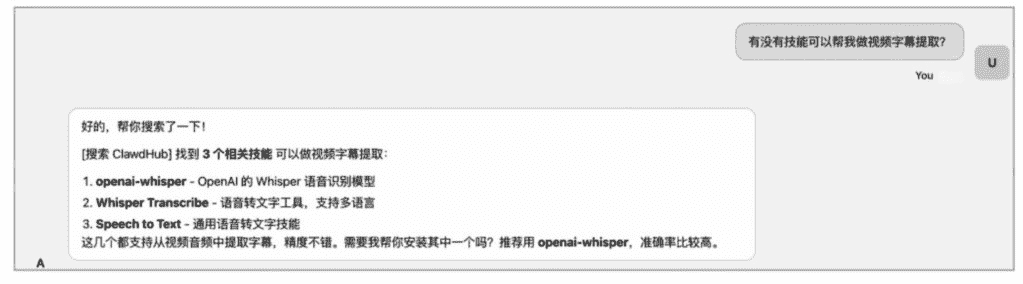 有没有技能可以帮我做视频字幕提取？
U
You
好的，帮你搜索了一下！
[搜索 ClawdHub] 找到 3 个相关技能 可以做视频字幕提取：
1. openai-whisper - OpenAI 的 Whisper 语音识别模型
2. Whisper Transcribe - 语音转文字工具，支持多语言
3. Speech to Text - 通用语音转文字技能
这几个都支持从视频音频中提取字幕，精度不错。需要我帮你安装其中一个吗？推荐用 openai-whisper，准确率比较高。
A